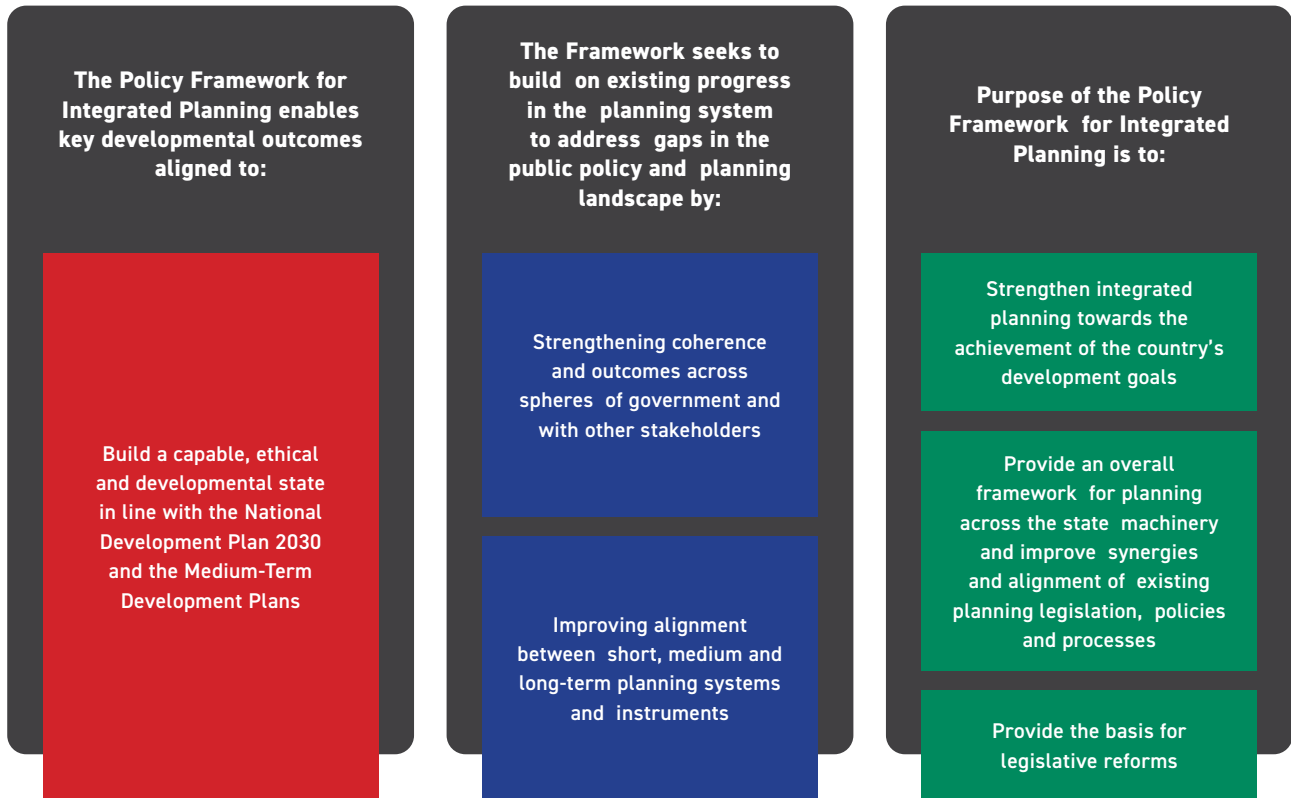 The Policy Framework for
Integrated Planning enables
key developmental outcomes
aligned to:
Build a capable, ethical
and developmental state
in line with the National
Development Plan 2030
and the Medium-Term
Development Plans
The Framework seeks to
build on existing progress
in the planning system
to address gaps in the
public policy and planning
landscape by:
Strengthening coherence
and outcomes across
spheres of government and
with other stakeholders
Improving alignment
between short, medium and
long-term planning systems
and instruments
Purpose of the Policy
Framework for Integrated
Planning is to:
Strengthen integrated
planning towards the
achievement of the country's
development goals
Provide an overall
framework for planning
across the state machinery
and improve synergies
and alignment of existing
planning legislation, policies
and processes
Provide the basis for
legislative reforms